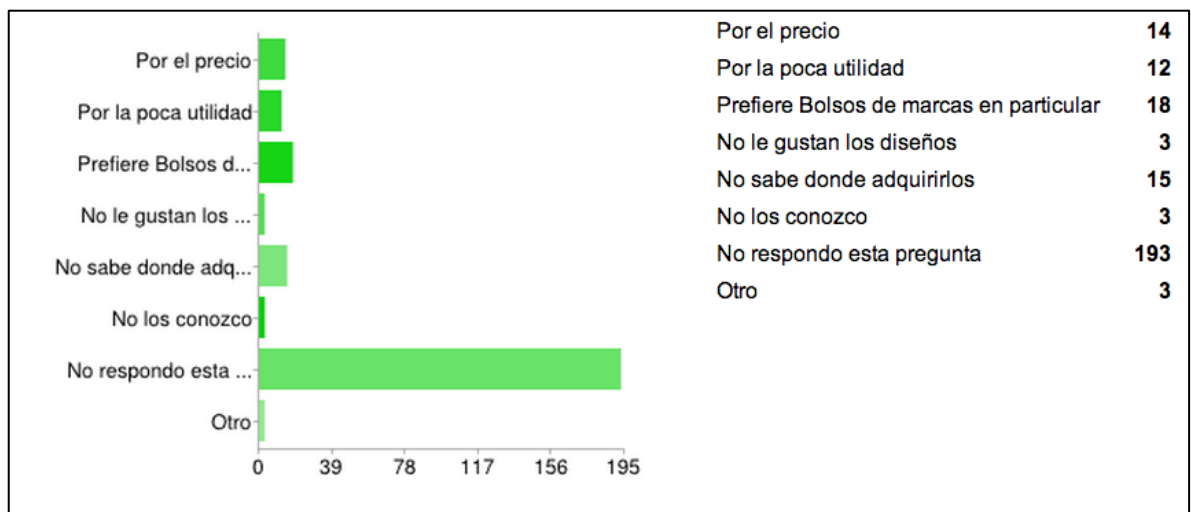 Por el precio
Por la poca utilidad
Prefiere Bolsos d...
No le gustan los ...
No sabe donde adq...
No los conozco
No respondo esta ...
Otro
0 39 78 117 156 195
Por el precio 14
Por la poca utilidad 12
Prefiere Bolsos de marcas en particular 18
No le gustan los diseños 3
No sabe donde adquirirlos 15
No los conozco 3
No respondo esta pregunta 193
Otro 3